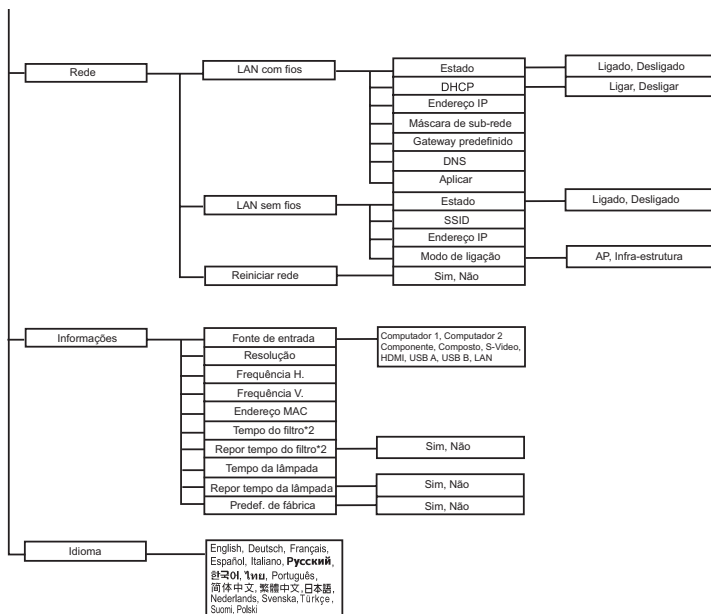 Rede
LAN com fios
Estado
Ligado, Desligado
DHCP
Ligar, Desligar
Endereço IP
Máscara de sub-rede
Gateway predefinido
DNS
Aplicar
LAN sem fios
Estado
Ligado, Desligado
SSID
Endereço IP
Modo de ligação
AP, Infra-estrutura
Reiniciar rede
Sim, Não
Informações
Fonte de entrada
Computador 1, Computador 2
Componente, Composto, S-Video,
HDMI, USB A, USB B, LAN
Resolução
Frequência H.
Frequência V.
Endereço MAC
Tempo do filtro*2
Repor tempo do filtro*2
Sim, Não
Tempo da lâmpada
Repor tempo da lâmpada
Sim, Não
Predef. de fábrica
Sim, Não
Idioma
English, Deutsch, Français,
Español, Italiano, Русский,
한국어, ไทย, Português,
简体中文, 繁體中文, 日本語,
Nederlands, Svenska, Türkçe,
Suomi, Polski